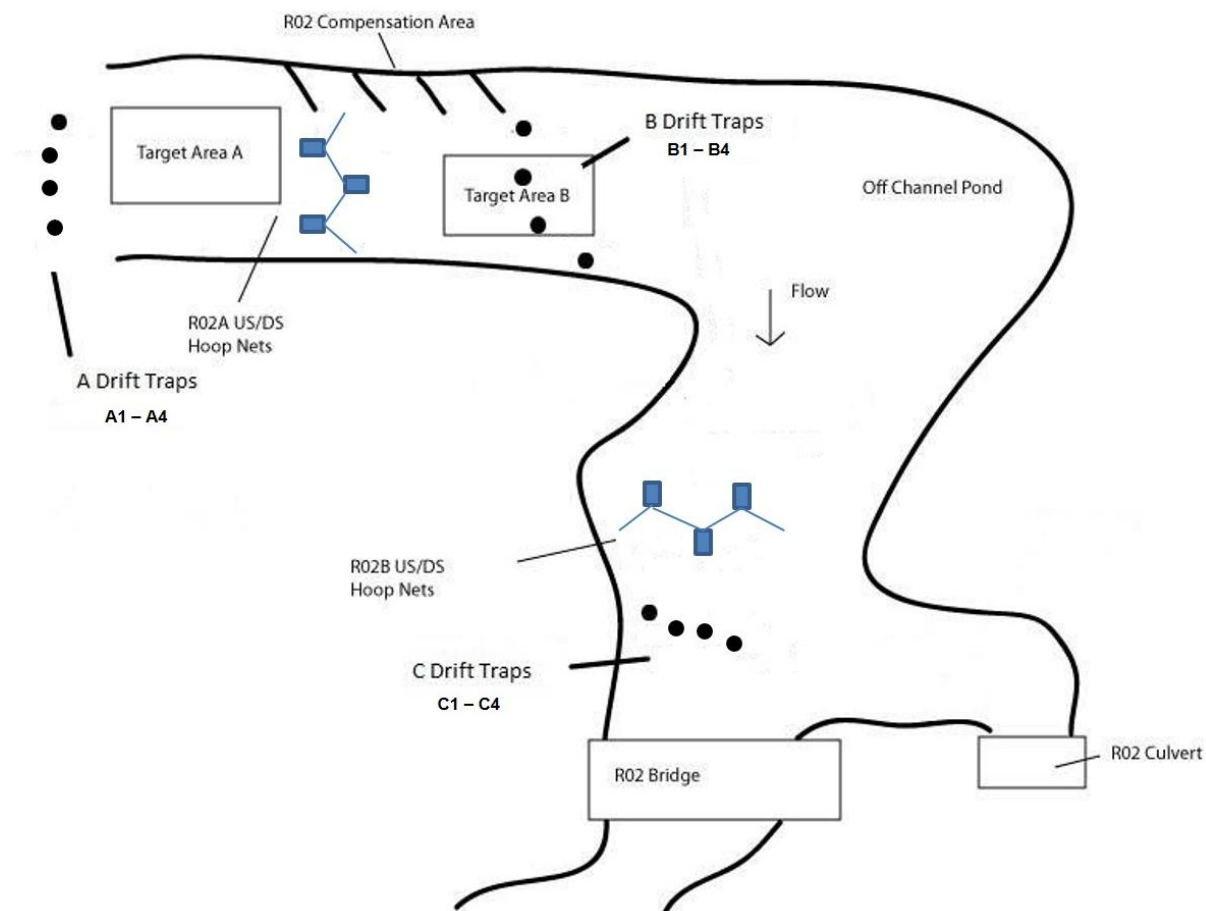 R02 Compensation Area
Target Area A
B Drift Traps
B1 – B4
Target Area B
Off Channel Pond
Flow
R02A US/DS
Hoop Nets
A Drift Traps
A1 – A4
R02B US/DS
Hoop Nets
C Drift Traps
C1 – C4
R02 Bridge
R02 Culvert